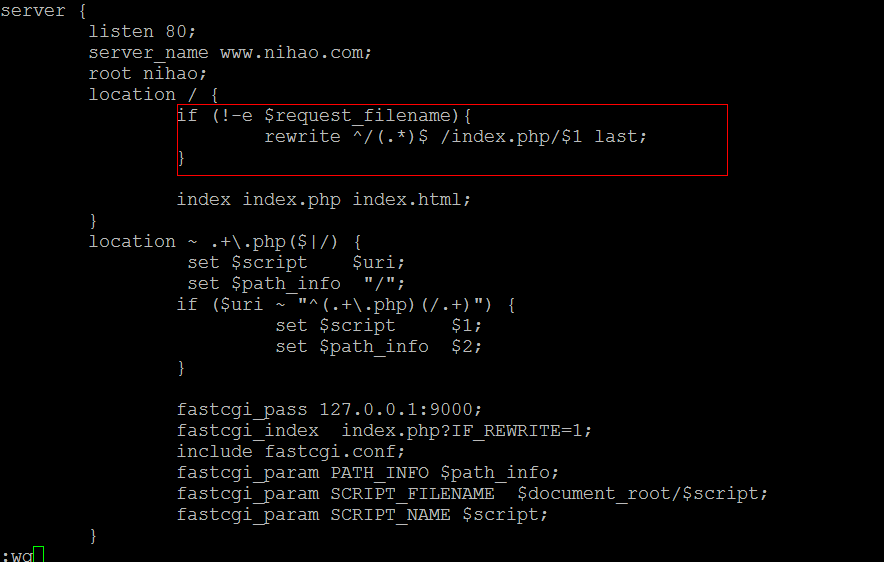 server {
listen 80;
server_name www.nihao.com;
root nihao;
location / {
if (!-e $request_filename){
rewrite ^/(.*)$ /index.php/$1 last;
}
index index.php index.html;
}
location ~ .+\.php($|/) {
set $script $uri;
set $path_info "/";
if ($uri ~ "^(.+\.php)(/.+)") {
set $script $1;
set $path_info $2;
}
fastcgi_pass 127.0.0.1:9000;
fastcgi_index index.php?IF_REWRITE=1;
include fastcgi.conf;
fastcgi_param PATH_INFO $path_info;
fastcgi_param SCRIPT_FILENAME $document_root/$script;
fastcgi_param SCRIPT_NAME $script;
}
:wq